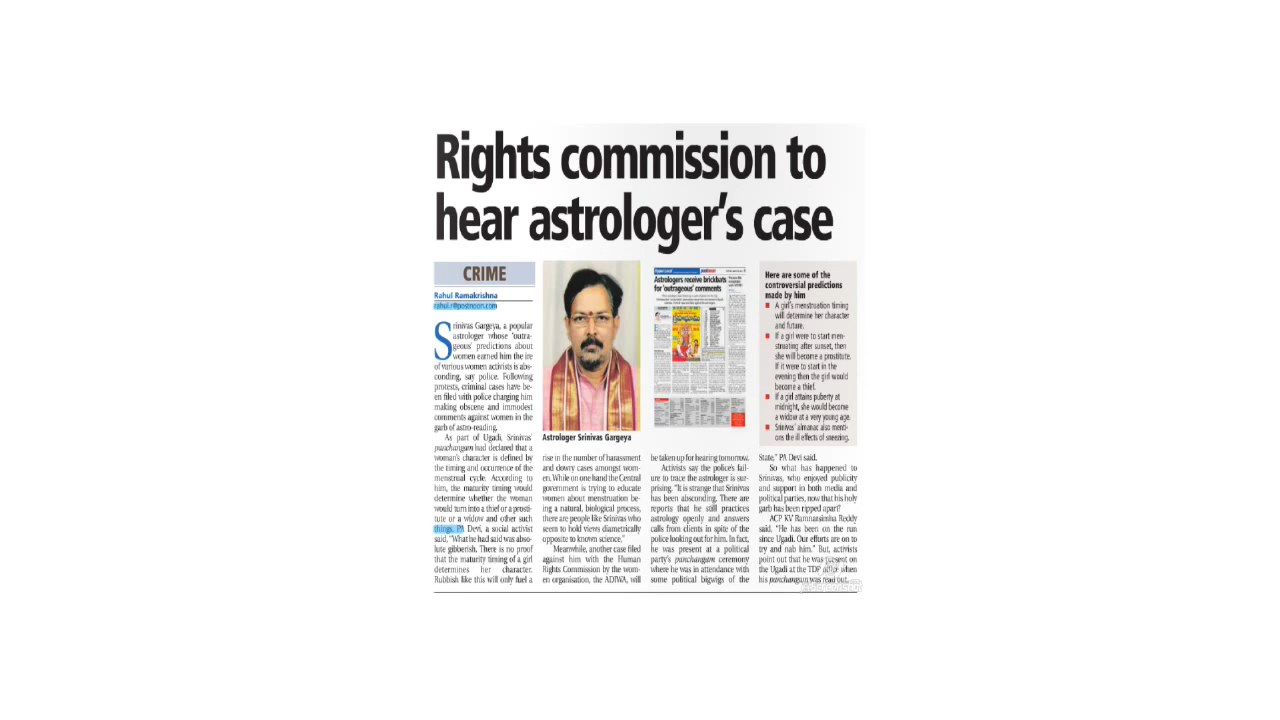 Rights commission to
hear astrologer's case
CRIME
Rahul Ramakrishna
rahul.r@postnoon.com
Srinivas Gargeya, a popular
astrologer whose 'outra-
geous' predictions about
women earned him the ire
of various women activists is abs-
conding, say police. Following
protests, criminal cases have be-
en filed with police charging him
making obscene and immodest
comments against women in the
garb of astro-reading.
As part of Ugadi, Srinivas'
panchangam had declared that a
woman's character is defined by
the timing and occurrence of the
menstrual cycle. According to
him, the maturity timing would
determine whether the woman
would turn into a thief or a prosti-
tute or a widow and other such
things. PA Devi, a social activist
said, "What he had said was abso-
lute gibberish. There is no proof
that the maturity timing of a girl
determines her character.
Rubbish like this will only fuel a
Astrologer Srinivas Gargeya
rise in the number of harassment
and dowry cases amongst wom-
en. While on one hand the Central
government is trying to educate
women about menstruation be-
ing a natural, biological process,
there are people like Srinivas who
seem to hold views diametrically
opposite to known science."
Meanwhile, another case filed
against him with the Human
Rights Commission by the wom-
en organisation, the ADIWA, will
Astrologers receive brickbats
for 'outrageous' comments
be taken up for hearing tomorrow.
Activists say the police's fail-
ure to trace the astrologer is sur-
prising. "It is strange that Srinivas
has been absconding. There are
reports that he still practices
astrology openly and answers
calls from clients in spite of the
police looking out for him. In fact,
he was present at a political
party's panchangam ceremony
where he was in attendance with
some political bigwigs of the
Here are some of the
controversial predictions
made by him
A girl's menstruation timing
will determine her character
and future.
If a girl were to start men-
struating after sunset, then
she will become a prostitute.
If it were to start in the
evening then the girl would
become a thief.
If a girl attains puberty at
midnight, she would become
a widow at a very young age.
Srinivas' almanac also menti-
ons the ill effects of sneezing.
State," PA Devi said.
So what has happened to
Srinivas, who enjoyed publicity
and support in both media and
political parties, now that his holy
garb has been ripped apart?
ACP KV Ramnarsimha Reddy
said, "He has been on the run
since Ugadi. Our efforts are on to
try and nab him." But, activists
point out that he was present on
the Ugadi at the TDP office when
his panchangam was read out.